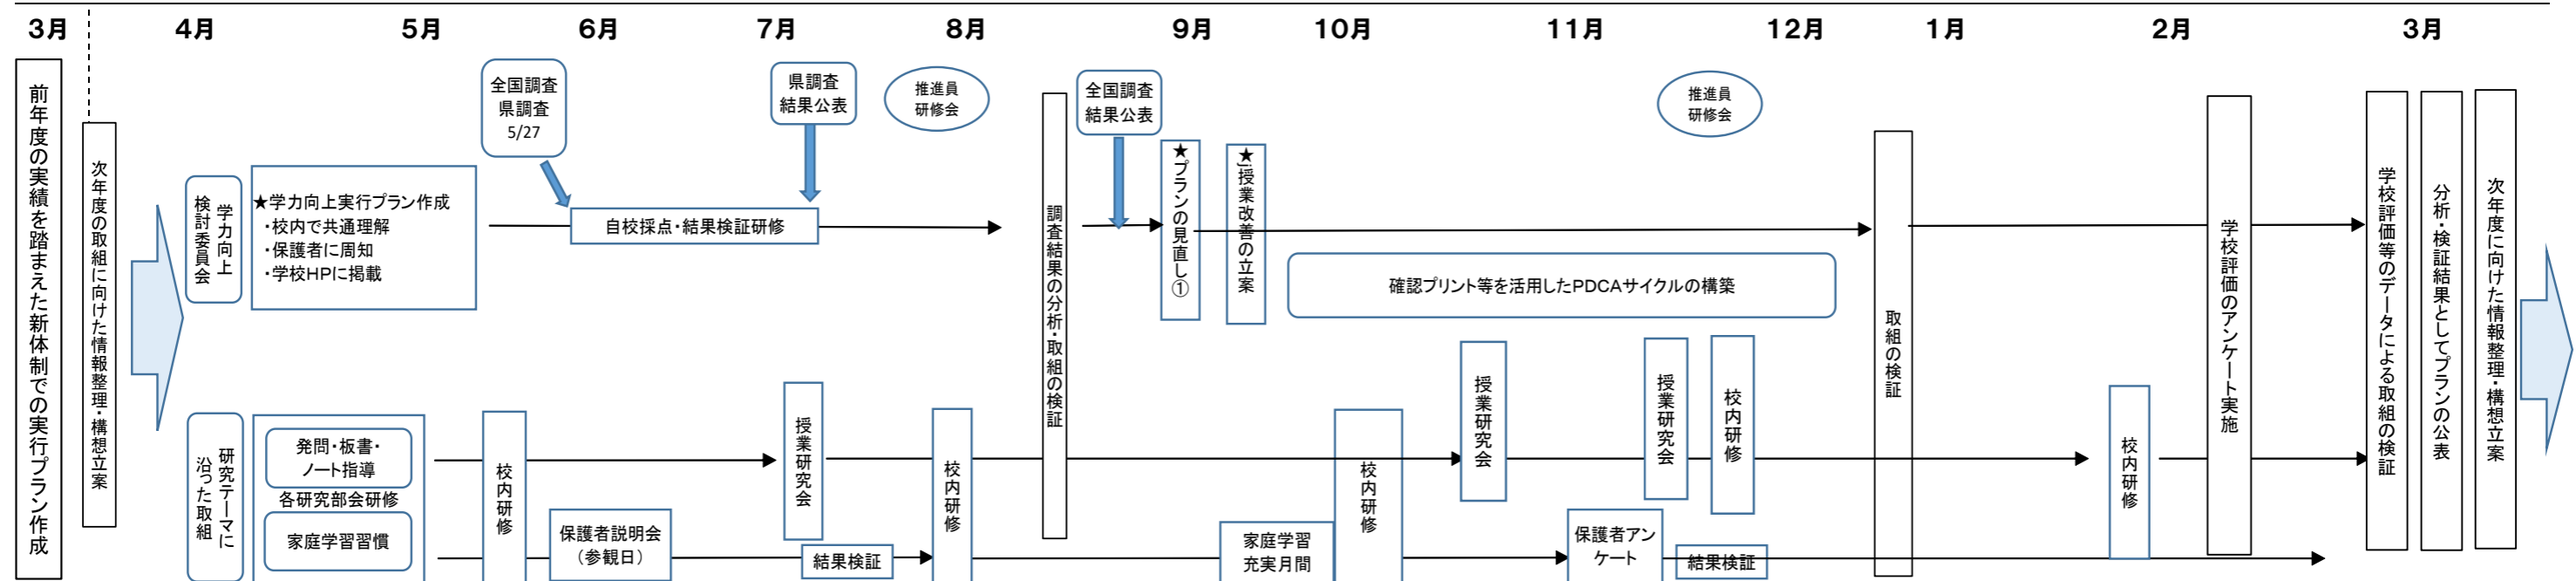 3月 4月 5月 6月 7月 8月 9月 10月 11月 12月 1月 2月 3月
前年度の実績を踏まえた新体制での実行プラン作成
次年度の取組に向けた情報整理・構想立案
学力向上
検討委員会
★学力向上実行プラン作成
・校内で共通理解
・保護者に周知
・学校HPに掲載
全国調査
県調査
5/27
自校採点・結果検証研修
県調査
結果公表
推進員
研修会
調査結果の分析・取組の検証
全国調査
結果公表
★プランの見直し①
★j授業改善の立案
確認プリント等を活用したPDCAサイクルの構築
推進員
研修会
取組の検証
学校評価のアンケート実施
学校評価等のデータによる取組の検証
分析・検証結果としてプランの公表
次年度に向けた情報整理・構想立案
研究テーマに
沿った取組
発問・板書・
ノート指導
各研究部会研修
家庭学習習慣
校内研修
保護者説明会
（参観日）
授業研究会
結果検証
校内研修
家庭学習
充実月間
校内研修
授業研究会
保護者アン
ケート
授業研究会
結果検証
校内研修
校内研修